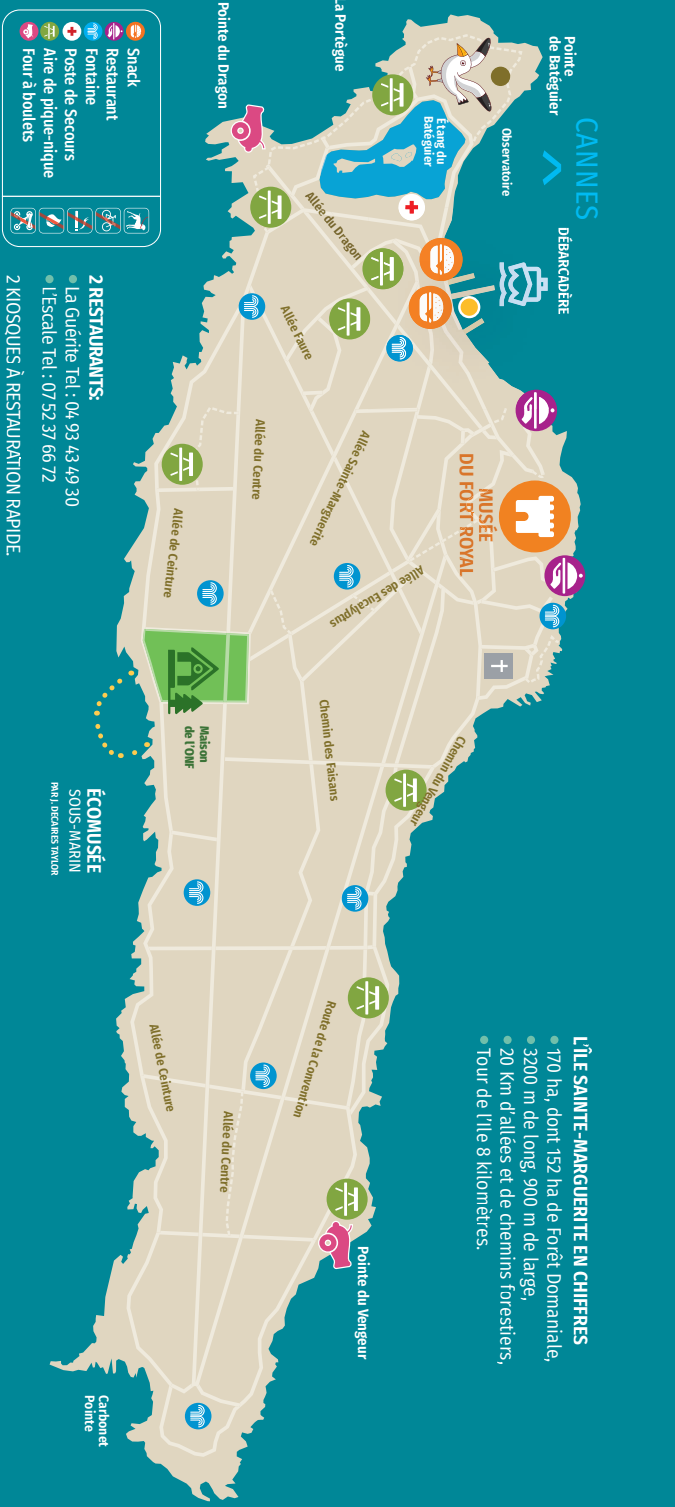 CANNES
DÉBARCADÈRE
Pointe
de Batéguier
Observatoire
La Portègue
Étang du
Batéguier
Pointe du Dragon
Allée du Dragon
Allée Faure
Allée Sainte-Marguerite
Allée du Centre
Allée de Ceinture
MUSÉE
DU FORT ROYAL
Allée des Eucalyptus
Chemin des Faisans
Chemin du Vengeur
Maison
de l'ONF
ÉCOMUSÉE
SOUS-MARIN
PAR J. DECAIRES TAYLOR
Route de la Convention
Allée de Ceinture
Allée du Centre
Pointe du Vengeur
Carbonet
Pointe
L'ÎLE SAINTE-MARGUERITE EN CHIFFRES
170 ha, dont 152 ha de Forêt Domaniale,
3200 m de long, 900 m de large,
20 Km d'allées et de chemins forestiers,
Tour de l'Ile 8 kilomètres.
Snack
Restaurant
Fontaine
Poste de Secours
Aire de pique-nique
Four à boulets
2 RESTAURANTS:
La Guérite Tel : 04 93 43 49 30
L'Escale Tel : 07 52 37 66 72
2 KIOSQUES À RESTAURATION RAPIDE.